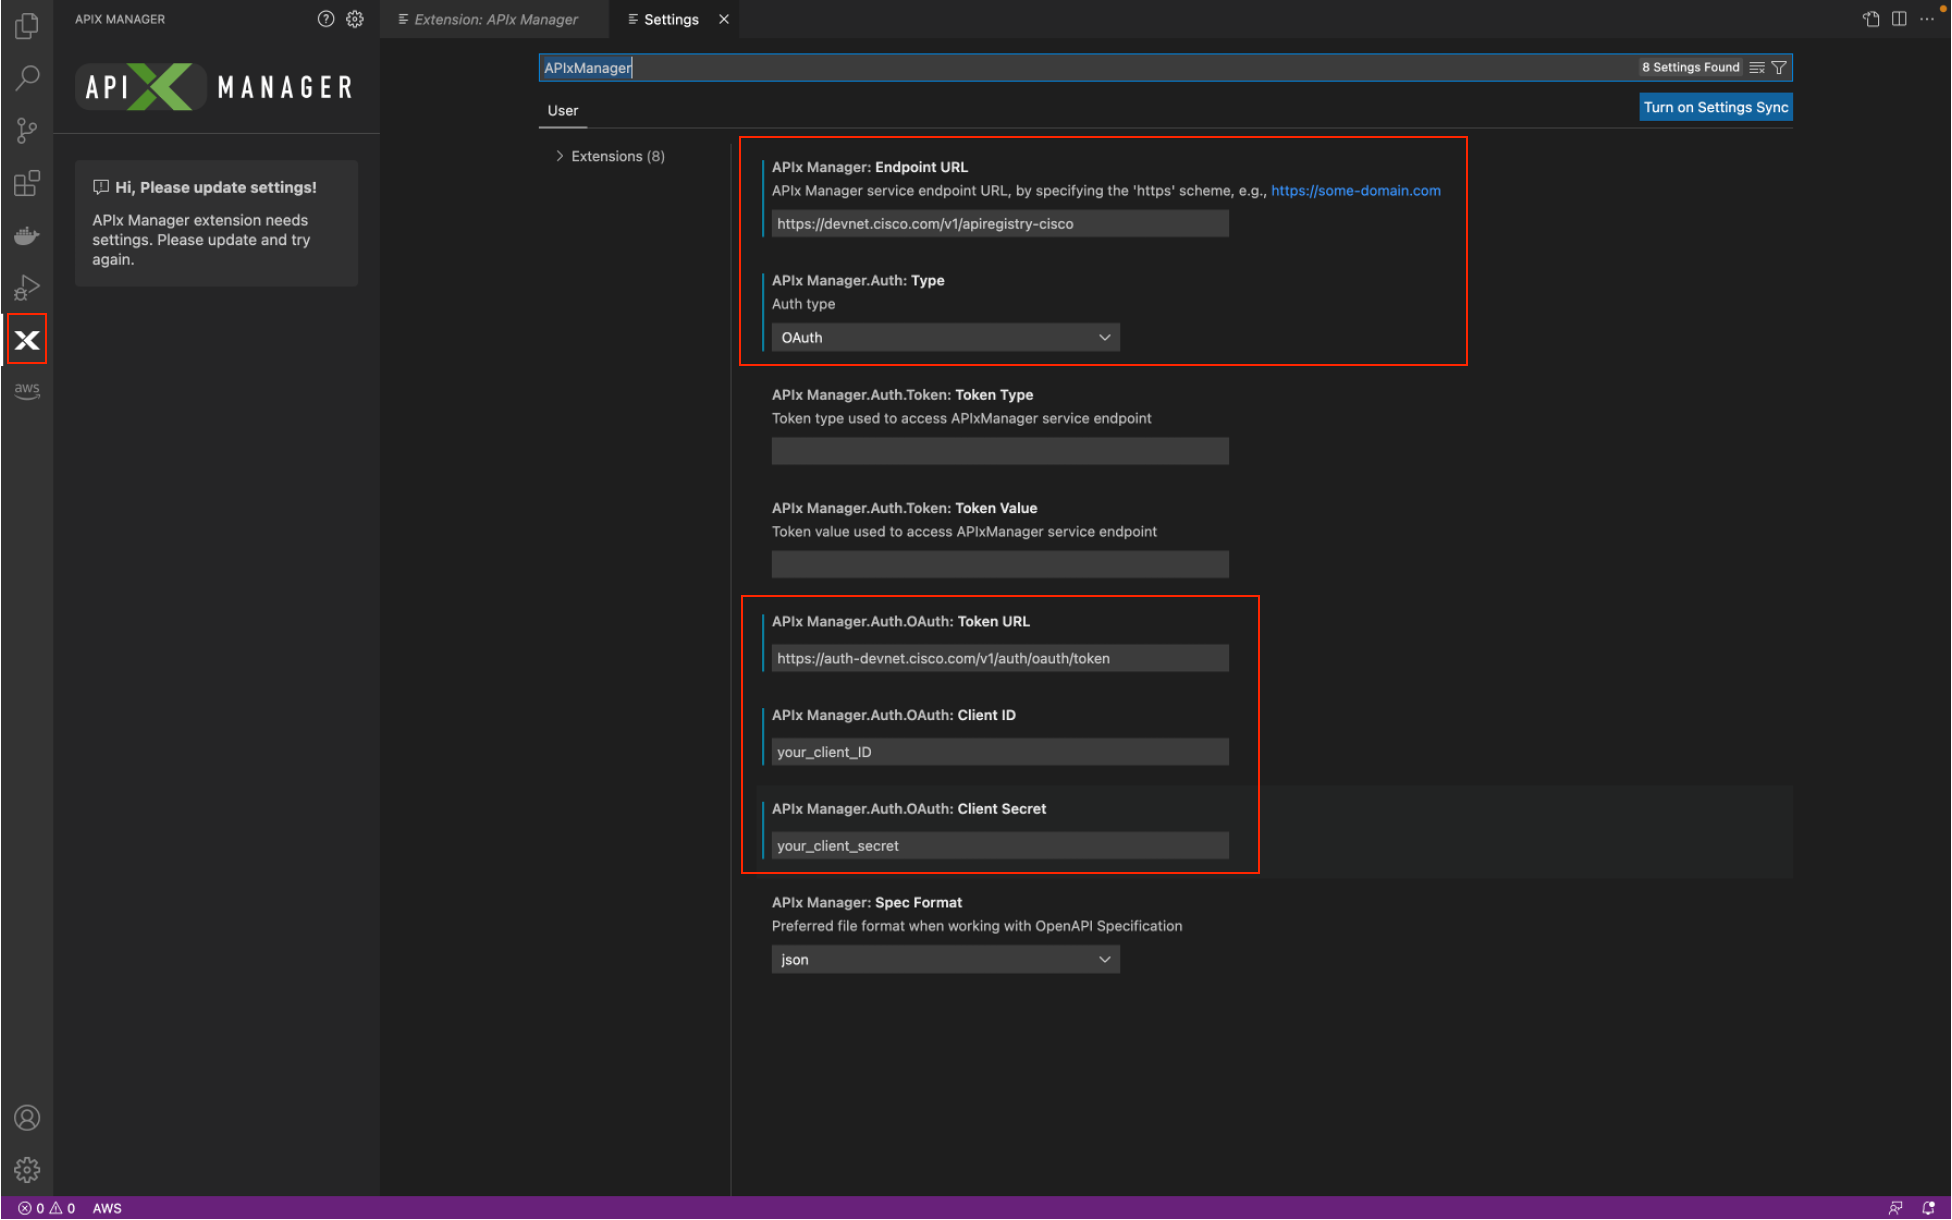 APIX MANAGER
Extension: APIx Manager
Settings
API X MANAGER
Hi, Please update settings!
APIx Manager extension needs
settings. Please update and try
again.
aws
APIxManager
8 Settings Found
User
Turn on Settings Sync
Extensions (8)
APIx Manager: Endpoint URL
APIx Manager service endpoint URL, by specifying the 'https' scheme, e.g., https://some-domain.com
https://devnet.cisco.com/v1/apiregistry-cisco
APIx Manager.Auth: Type
Auth type
OAuth
APIx Manager.Auth.Token: Token Type
Token type used to access APIxManager service endpoint
APIx Manager.Auth.Token: Token Value
Token value used to access APIxManager service endpoint
APIx Manager.Auth.OAuth: Token URL
https://auth-devnet.cisco.com/v1/auth/oauth/token
APIx Manager.Auth.OAuth: Client ID
your_client_ID
APIx Manager.Auth.OAuth: Client Secret
your_client_secret
APIx Manager: Spec Format
Preferred file format when working with OpenAPI Specification
json
0 0 AWS